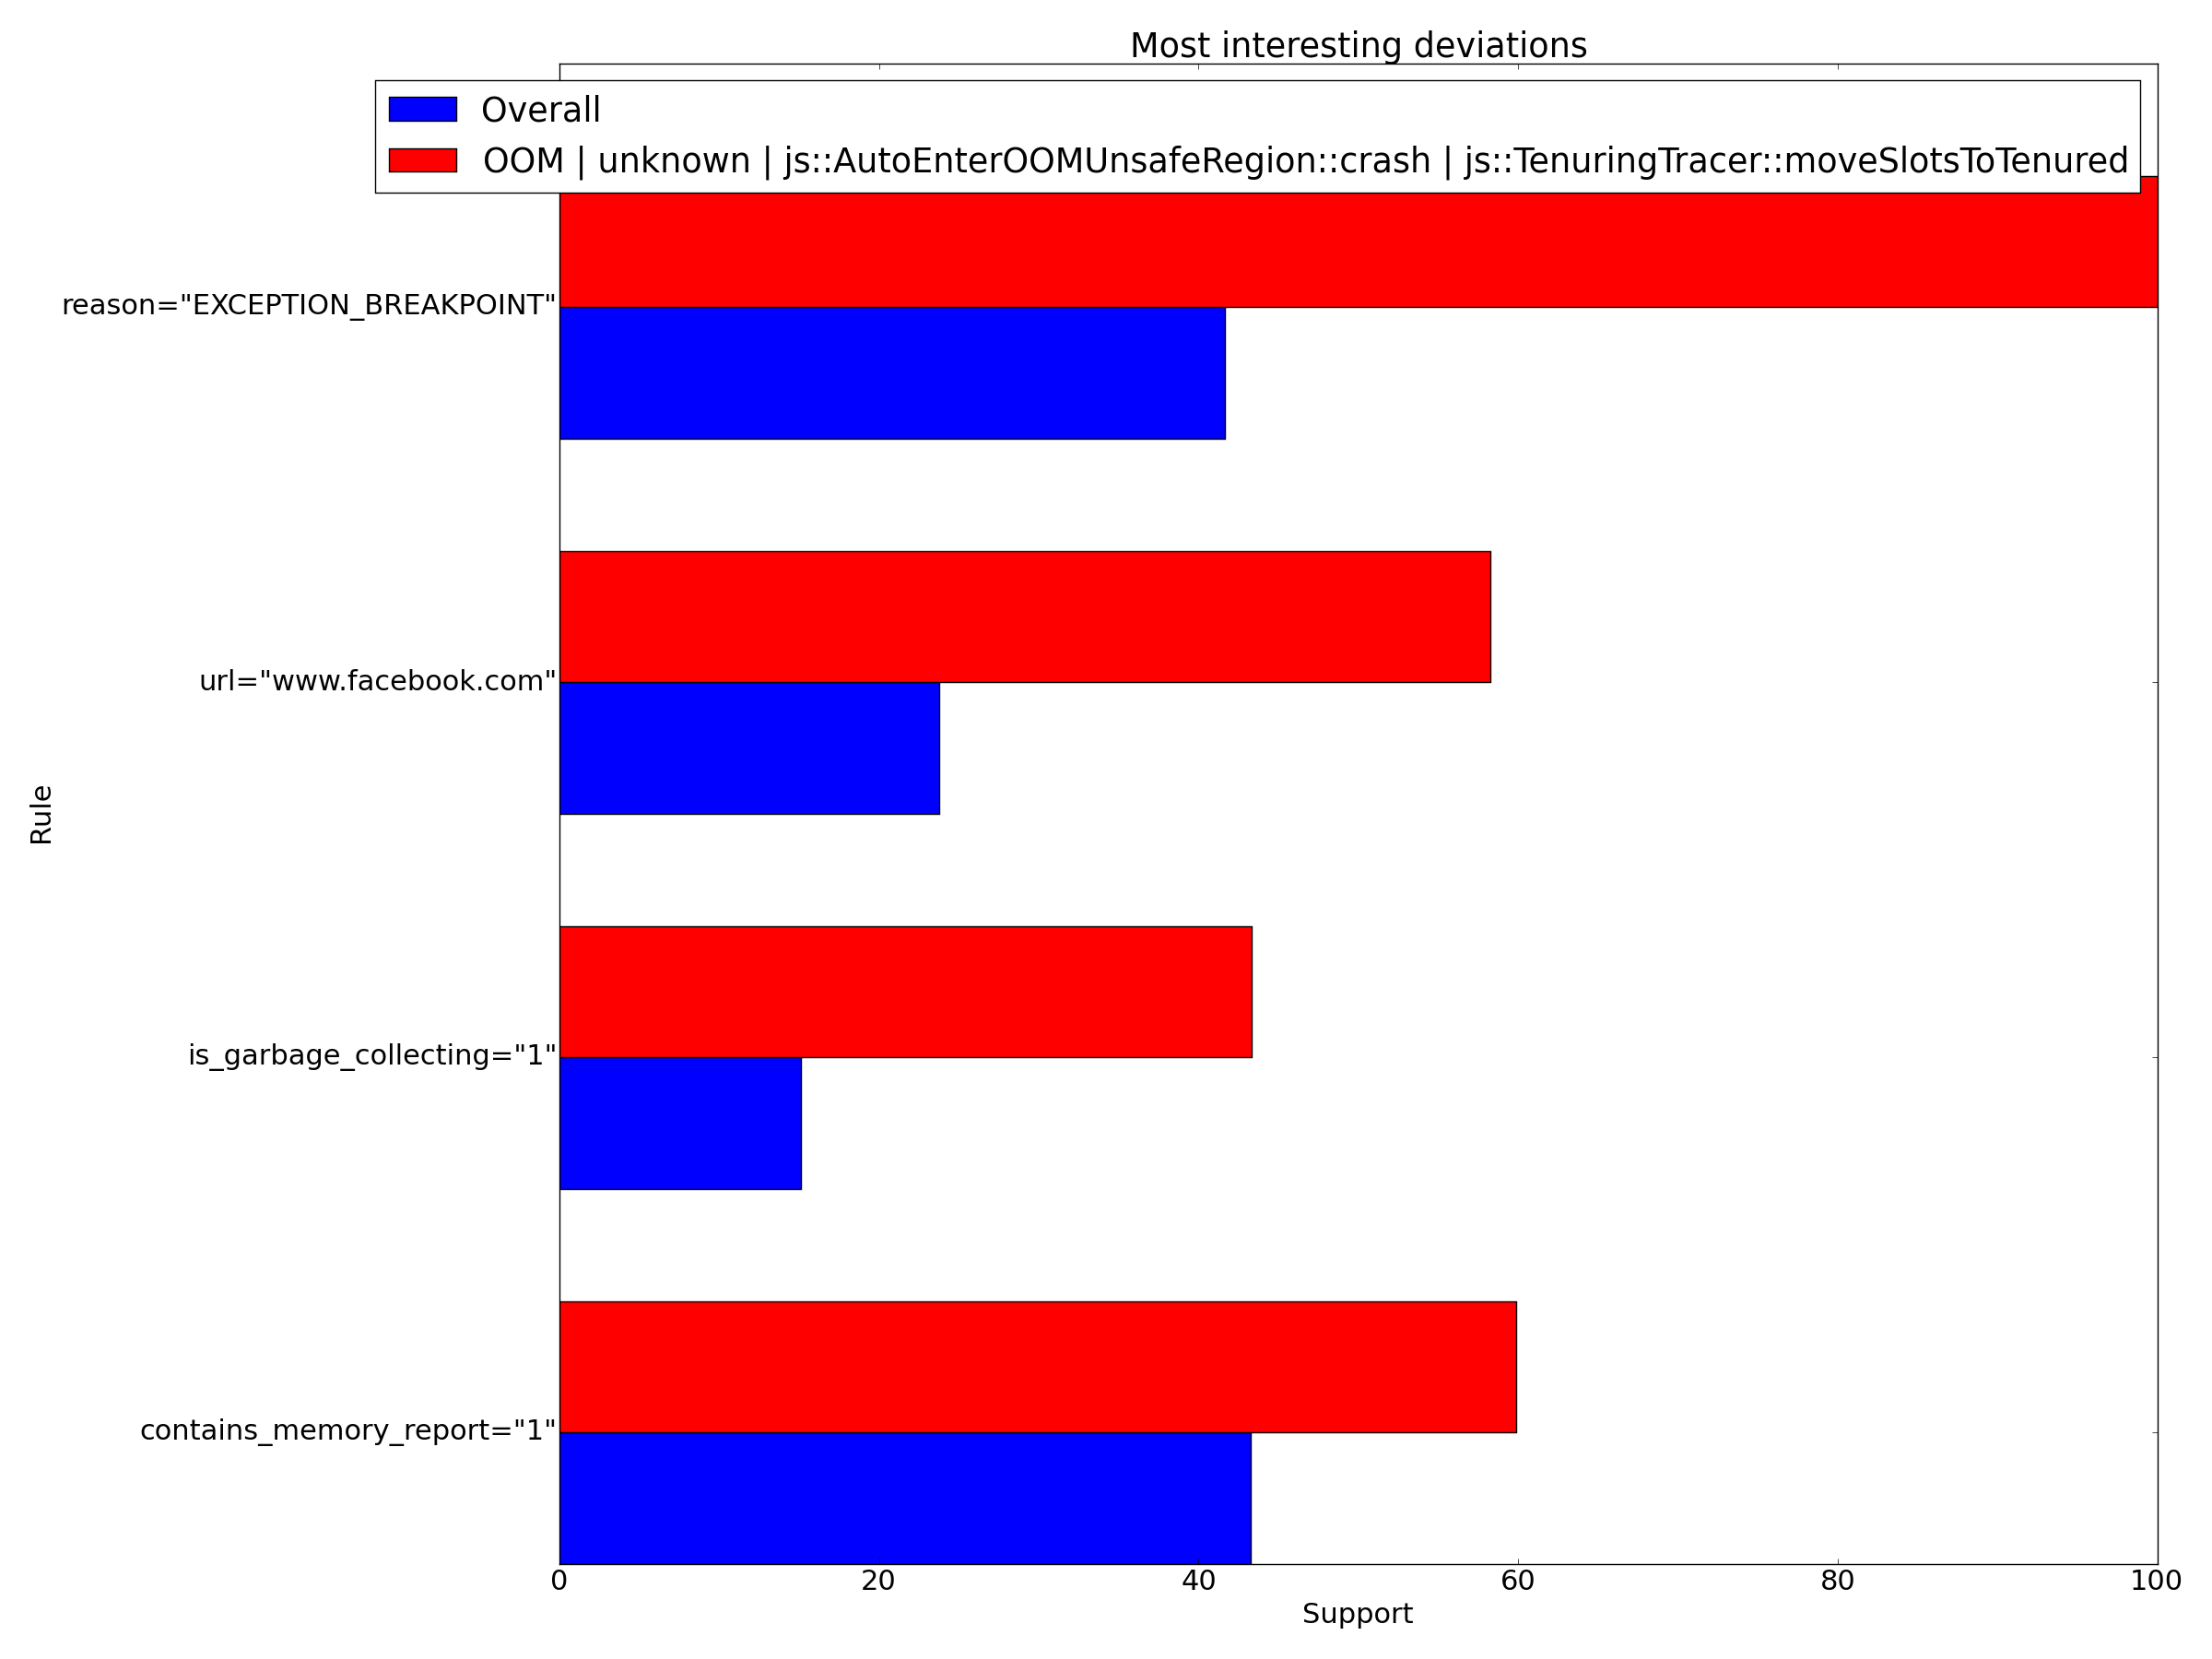 Most interesting deviations
Overall
OOM | unknown | js::AutoEnterOOMUnsafeRegion::crash | js::TenuringTracer::moveSlotsToTenured
reason="EXCEPTION_BREAKPOINT"
url="www.facebook.com"
Rule
is_garbage_collecting="1"
contains_memory_report="1"
0 20 40 60 80 100
Support